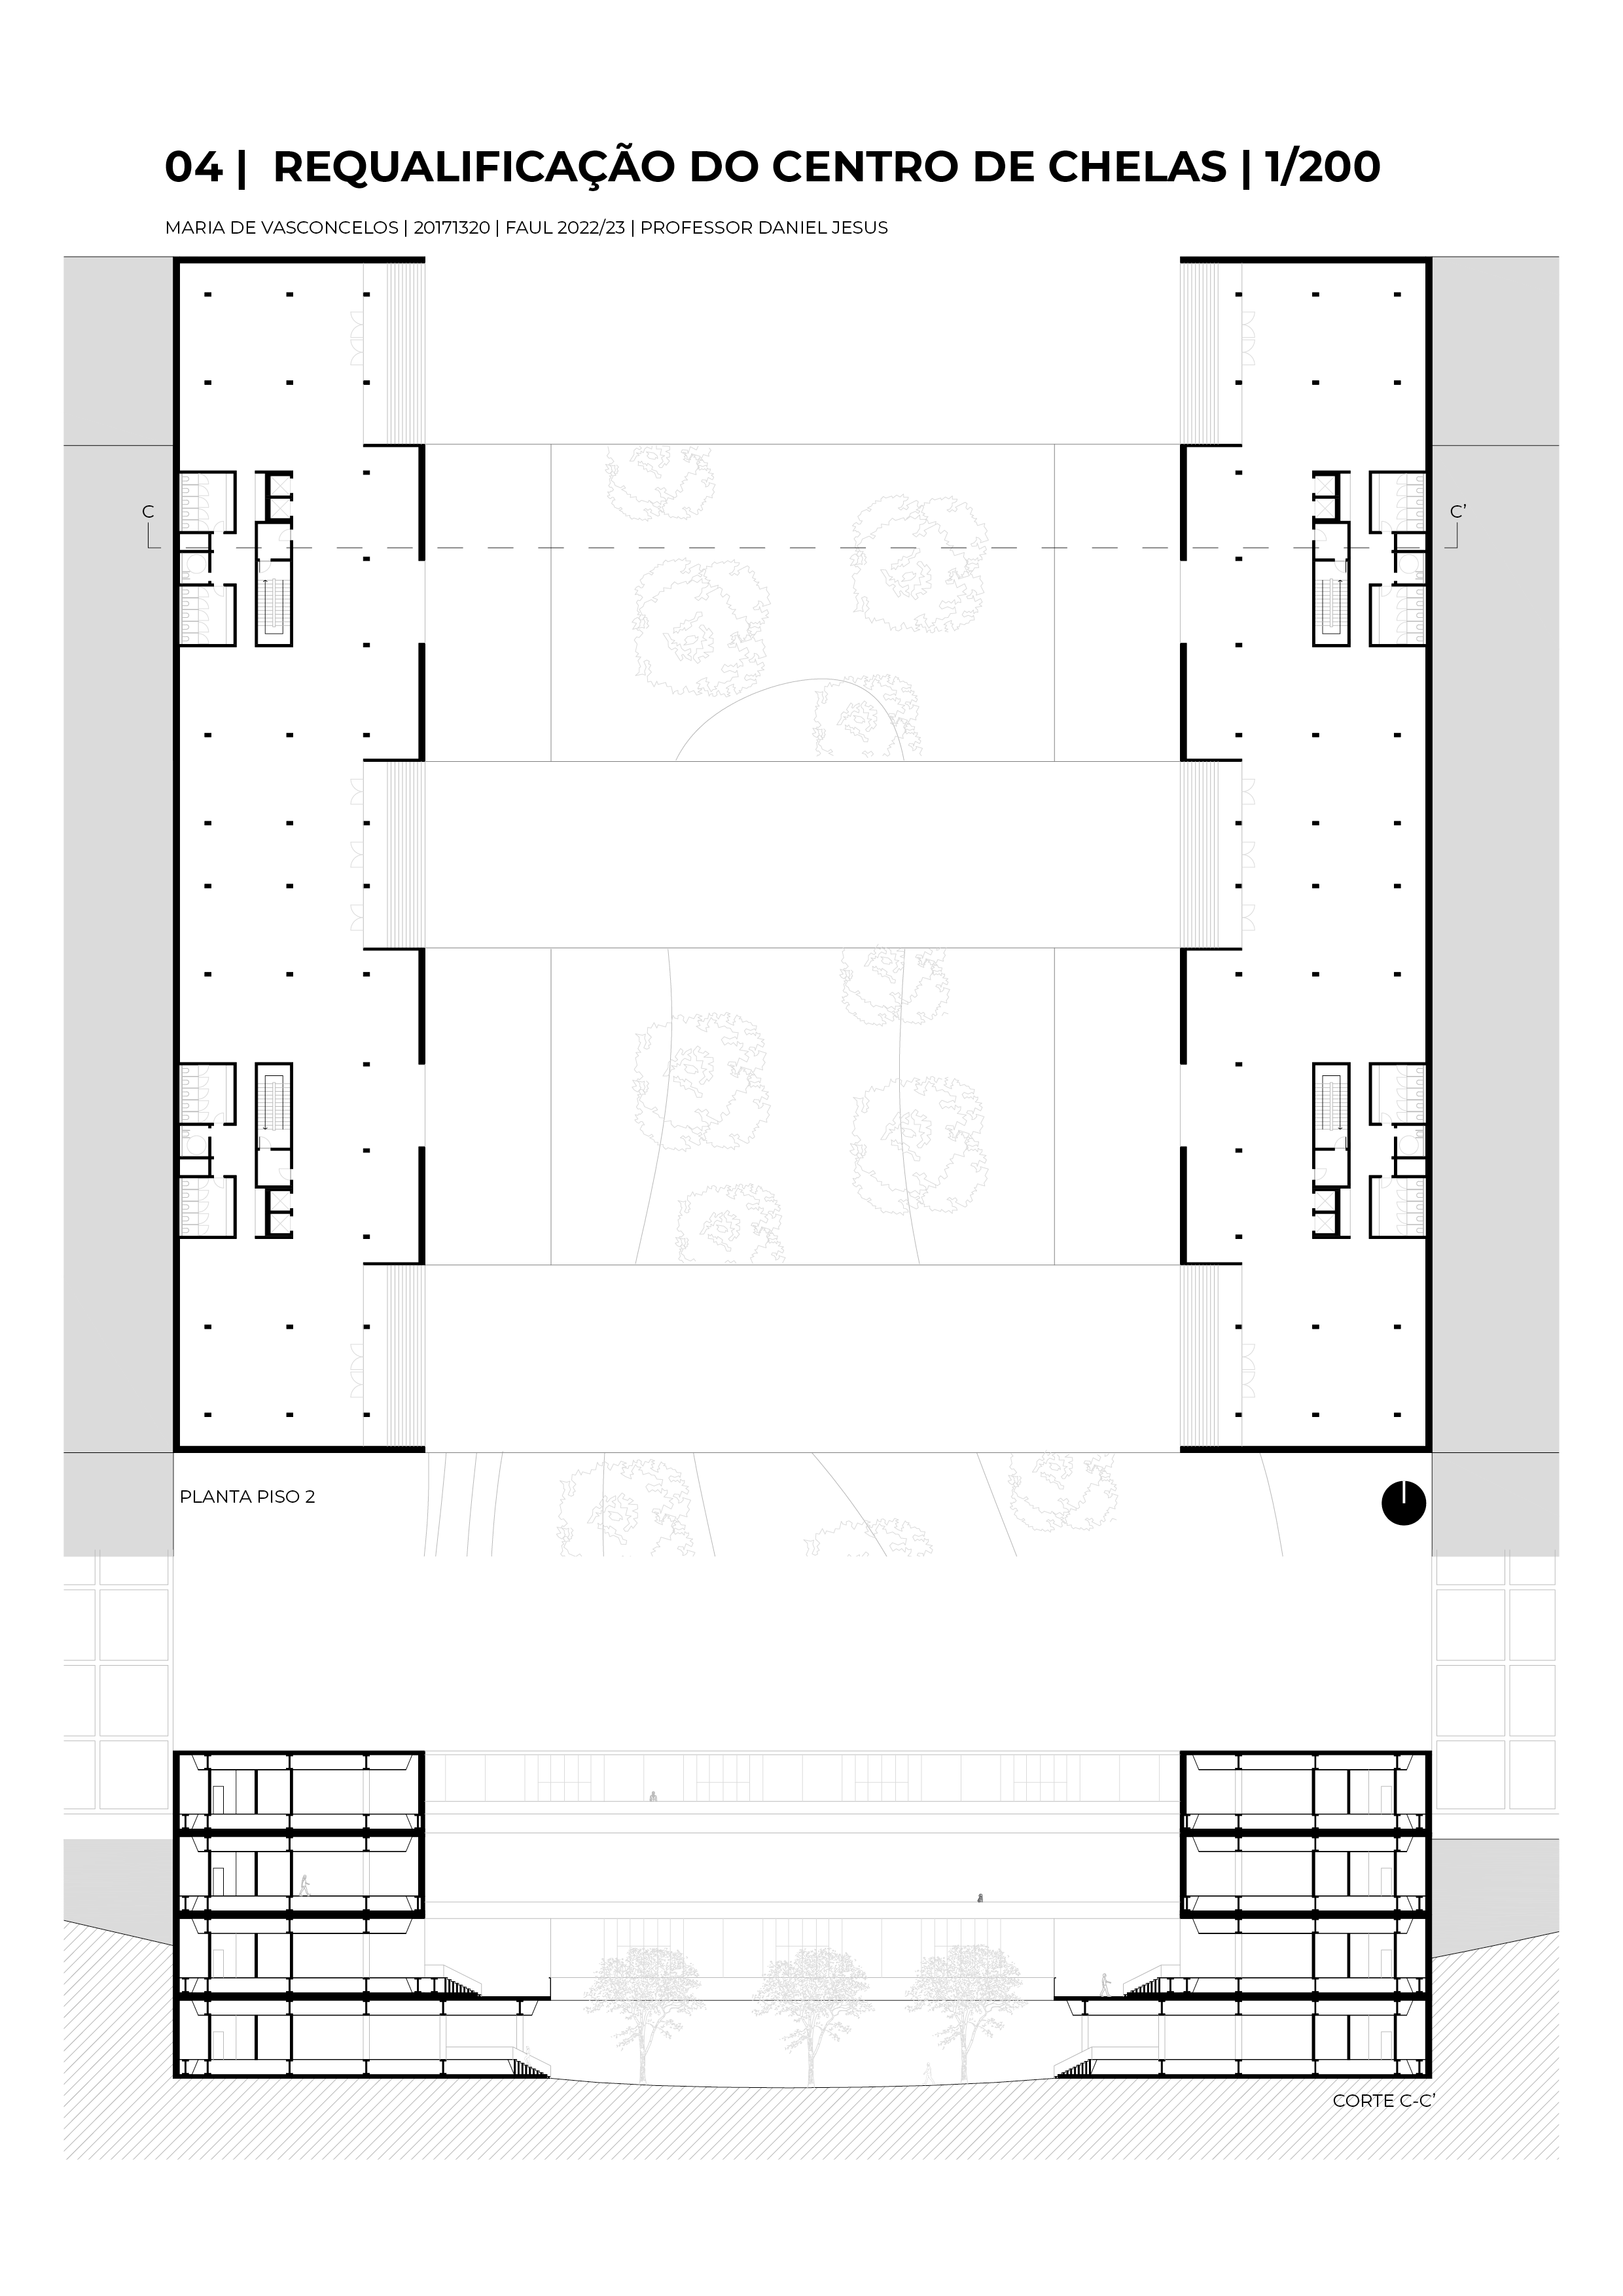 04 | REQUALIFICAÇÃO DO CENTRO DE CHELAS | 1/200
MARIA DE VASCONCELOS | 20171320 | FAUL 2022/23 | PROFESSOR DANIEL JESUS
C
C’
PLANTA PISO 2
CORTE C-C’